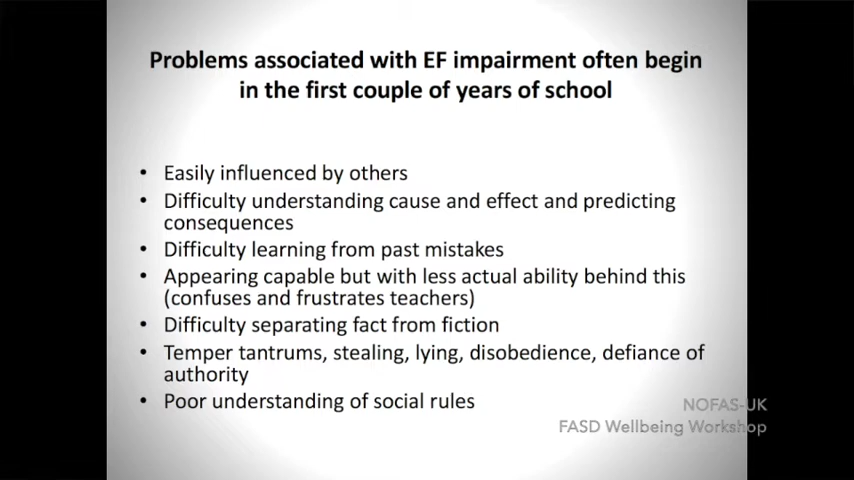 Problems associated with EF impairment often begin
in the first couple of years of school
• Easily influenced by others
• Difficulty understanding cause and effect and predicting
consequences
• Difficulty learning from past mistakes
• Appearing capable but with less actual ability behind this
(confuses and frustrates teachers)
• Difficulty separating fact from fiction
• Temper tantrums, stealing, lying, disobedience, defiance of
authority
• Poor understanding of social rules
NOFAS-UK
FASD Wellbeing Workshop